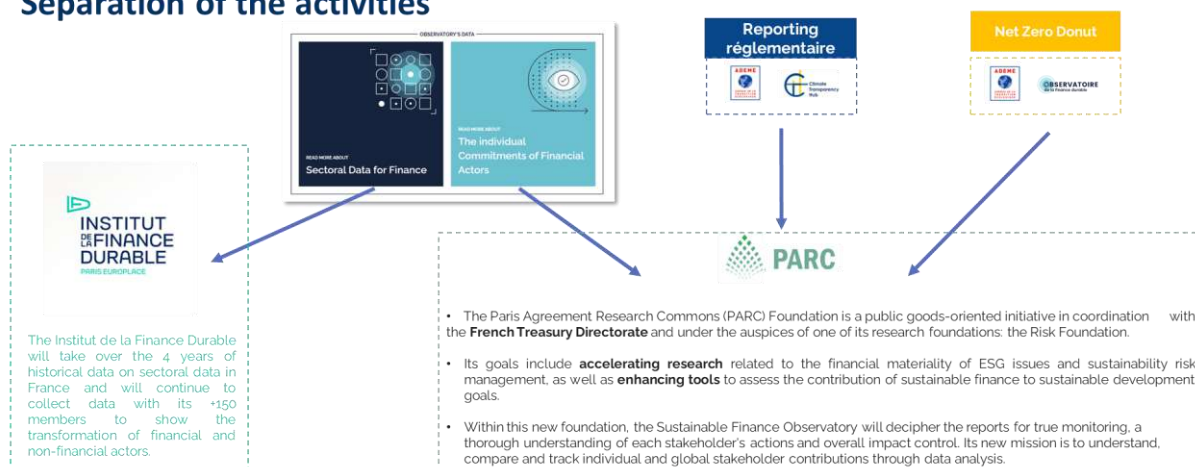 Separation of the activities
OBSERVATORY'S DATA
READ MORE ABOUT
Sectoral Data for Finance
READ MORE ABOUT
The individual
Commitments of Financial
Actors
Reporting
réglementaire
ADEME
Climate
Transparency
Hub
Net Zero Donut
ADEME
OBSERVATOIRE
de la finance durable
INSTITUT
DE LA FINANCE
DURABLE
PARIS EUROPLACE
The Institut de la Finance Durable
will take over the 4 years of
historical data on sectoral data in
France and will continue to
collect data with its +150
members to show the
transformation of financial and
non-financial actors.
PARC
• The Paris Agreement Research Commons (PARC) Foundation is a public goods-oriented initiative in coordination with
the French Treasury Directorate and under the auspices of one of its research foundations: the Risk Foundation.
• Its goals include accelerating research related to the financial materiality of ESG issues and sustainability risk
management, as well as enhancing tools to assess the contribution of sustainable finance to sustainable development
goals.
• Within this new foundation, the Sustainable Finance Observatory will decipher the reports for true monitoring, a
thorough understanding of each stakeholder's actions and overall impact control. Its new mission is to understand,
compare and track individual and global stakeholder contributions through data analysis.